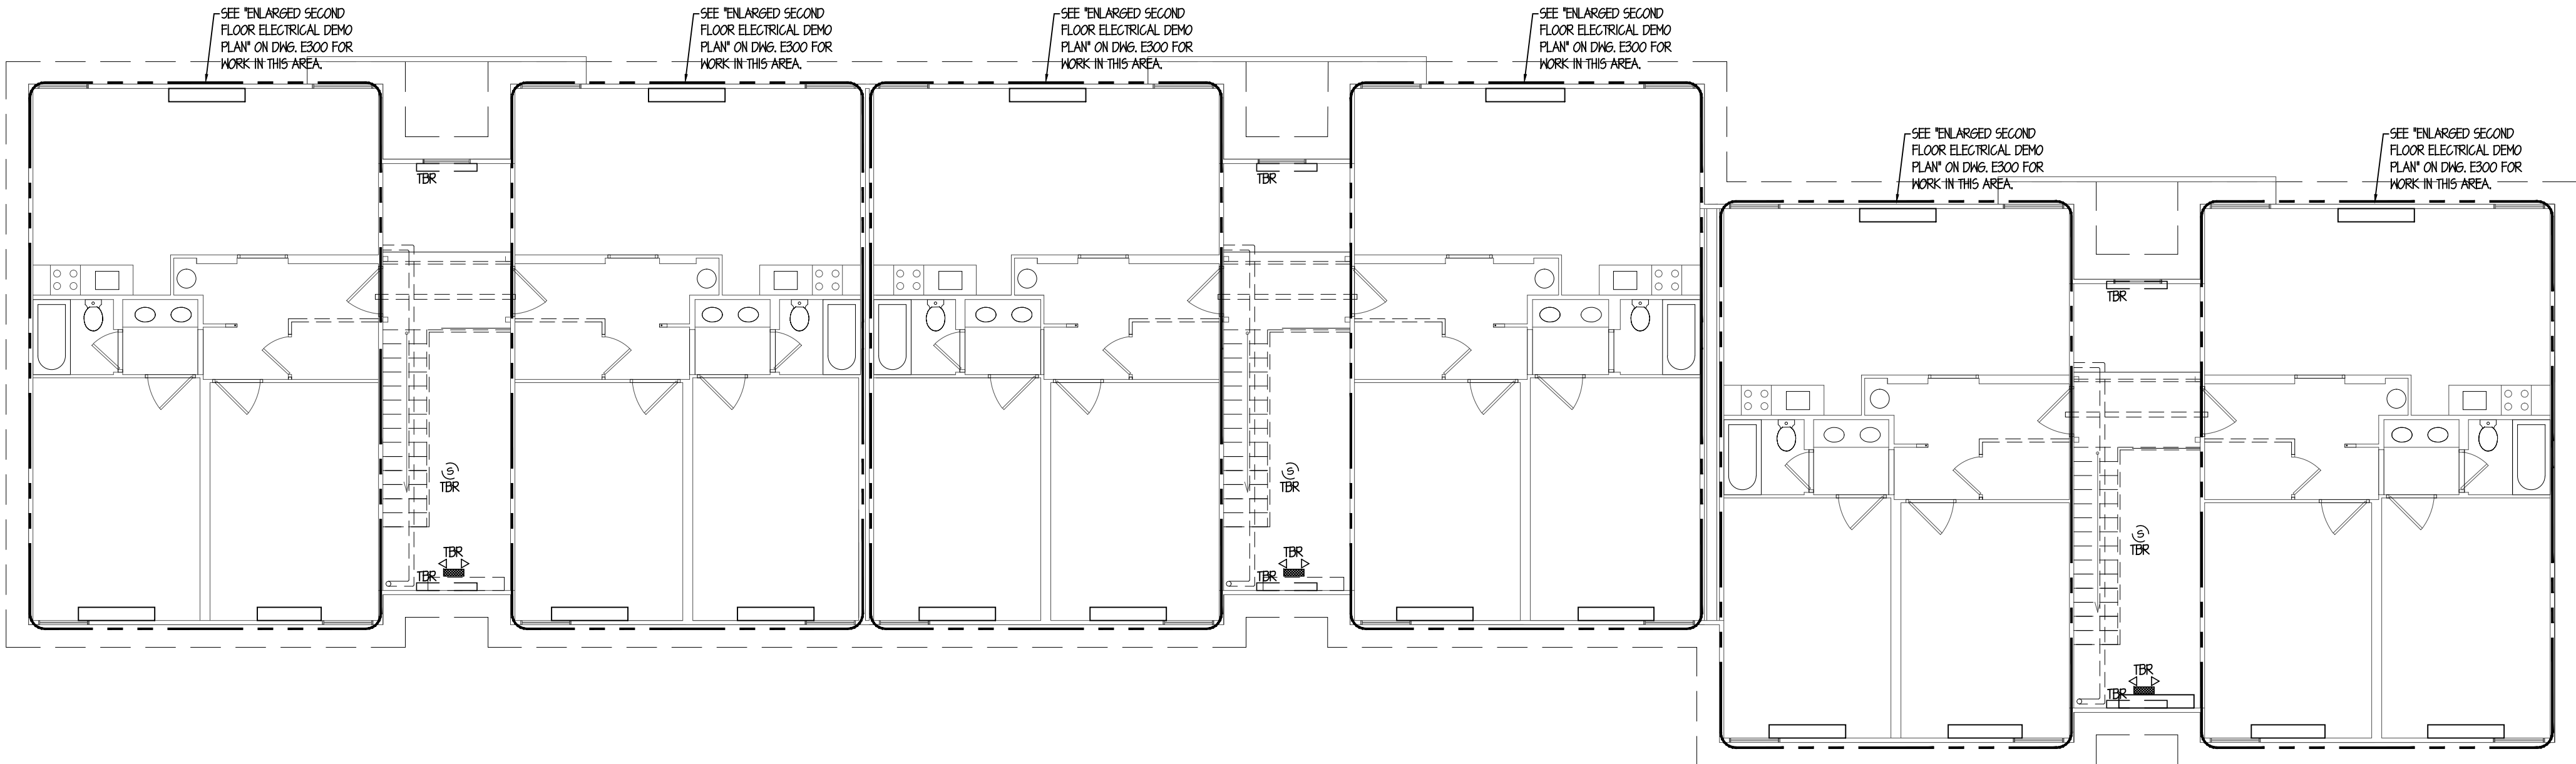 SEE "ENLARGED SECOND
FLOOR ELECTRICAL DEMO
PLAN" ON DWG. E300 FOR
WORK IN THIS AREA.
SEE "ENLARGED SECOND
FLOOR ELECTRICAL DEMO
PLAN" ON DWG. E300 FOR
WORK IN THIS AREA.
SEE "ENLARGED SECOND
FLOOR ELECTRICAL DEMO
PLAN" ON DWG. E300 FOR
WORK IN THIS AREA.
SEE "ENLARGED SECOND
FLOOR ELECTRICAL DEMO
PLAN" ON DWG. E300 FOR
WORK IN THIS AREA.
SEE "ENLARGED SECOND
FLOOR ELECTRICAL DEMO
PLAN" ON DWG. E300 FOR
WORK IN THIS AREA.
SEE "ENLARGED SECOND
FLOOR ELECTRICAL DEMO
PLAN" ON DWG. E300 FOR
WORK IN THIS AREA.
TBR
TBR
TBR
S
TBR
S
TBR
S
TBR
TBR
TBR
TBR
TBR
TBR
TBR